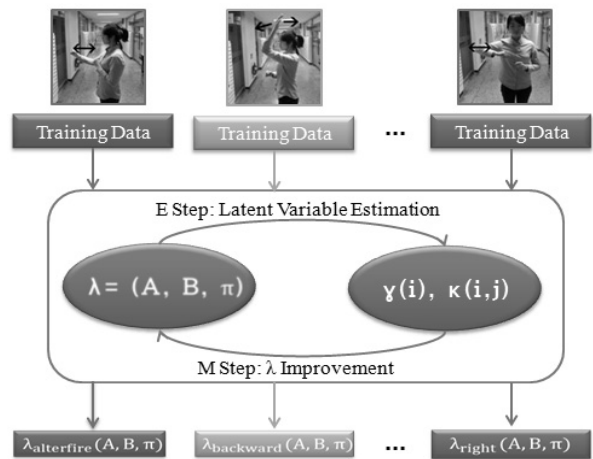 Training Data
Training Data
...
Training Data
E Step: Latent Variable Estimation
λ = (A, B, π)
γ(i), κ(i,j)
M Step: λ Improvement
λalterfire(A, B, π)
λbackward(A, B, π)
...
λright(A, B, π)